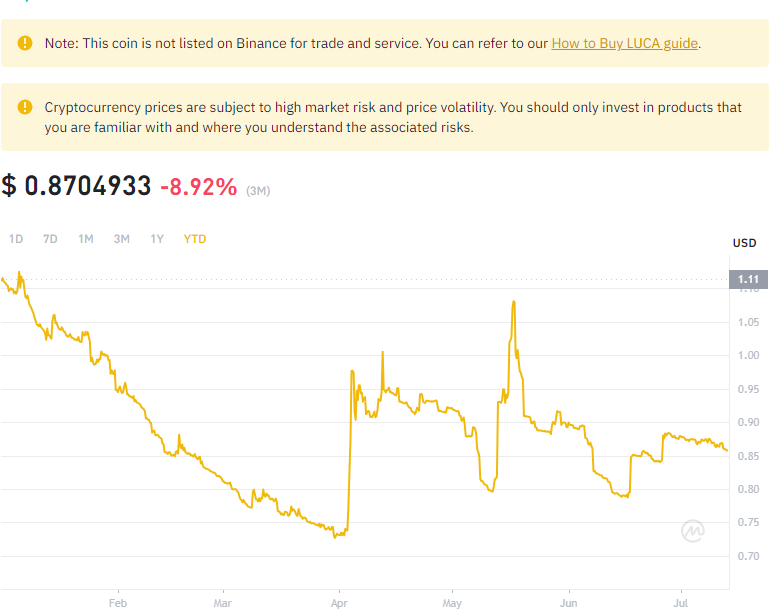 Note: This coin is not listed on Binance for trade and service. You can refer to our How to Buy LUCA guide.
Cryptocurrency prices are subject to high market risk and price volatility. You should only invest in products that
you are familiar with and where you understand the associated risks.
$ 0.8704933 -8.92% (3M)
1D 7D 1M 3M 1Y YTD
USD
1.11
1.10
1.05
1.00
0.95
0.90
0.85
0.80
0.75
0.70
Feb Mar Apr May Jun Jul